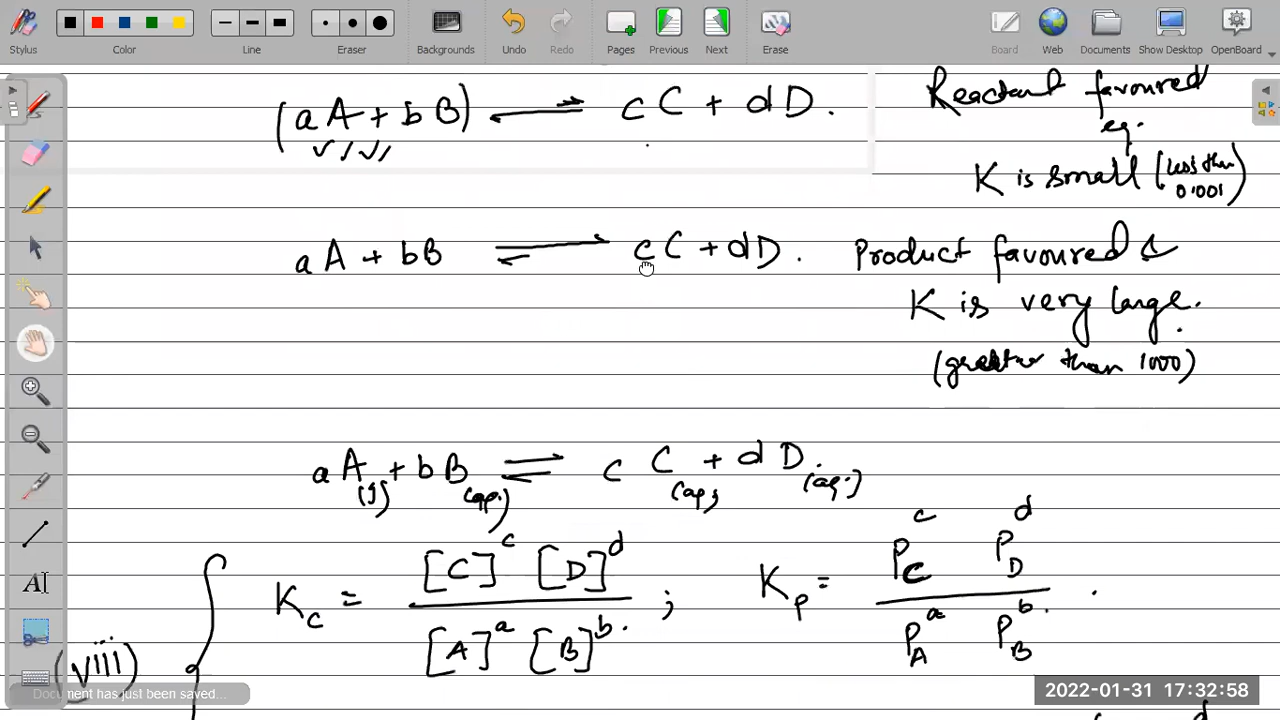 Stylus Color Line Eraser Backgrounds Undo Redo Pages Previous Next Erase Board Web Documents Show Desktop OpenBoard
(aA + bB) ⇌ cC + dD.
Reactant favoured
eq.
K is small (less than 0.001)
aA + bB ⇌ cC + dD. Product favoured
K is very large.
(greater than 1000)
aA(g) + bB(aq.) ⇌ cC(aq) + dD(aq.)
Kc = [C]^c [D]^d / [A]^a [B]^b ; Kp = P_C^c P_D^d / P_A^a P_B^b .
(viii)
Document has just been saved...
2022-01-31 17:32:58